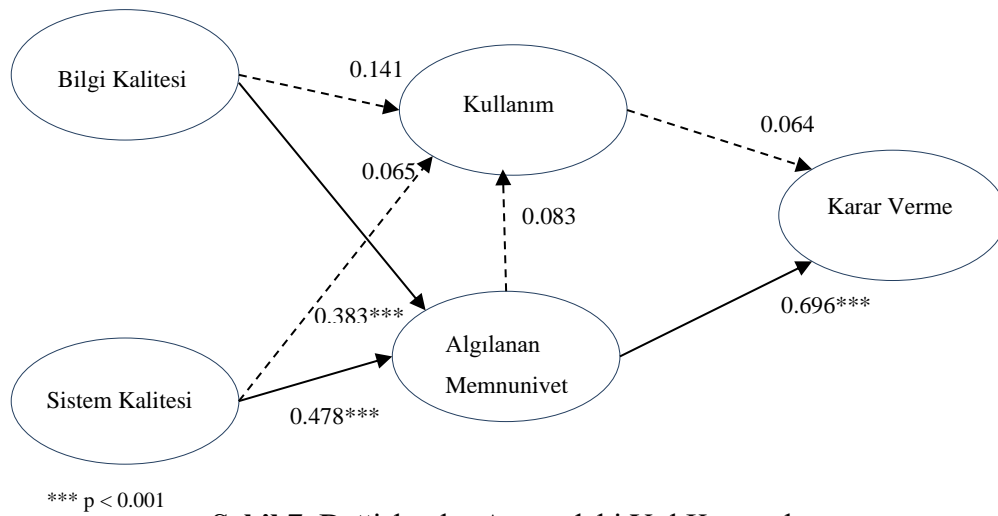 Bilgi Kalitesi
0.141
Kullanım
0.064
0.065
Karar Verme
0.083
0.383***
0.696***
Algılanan
Memnunivet
Sistem Kalitesi
0.478***
*** p < 0.001